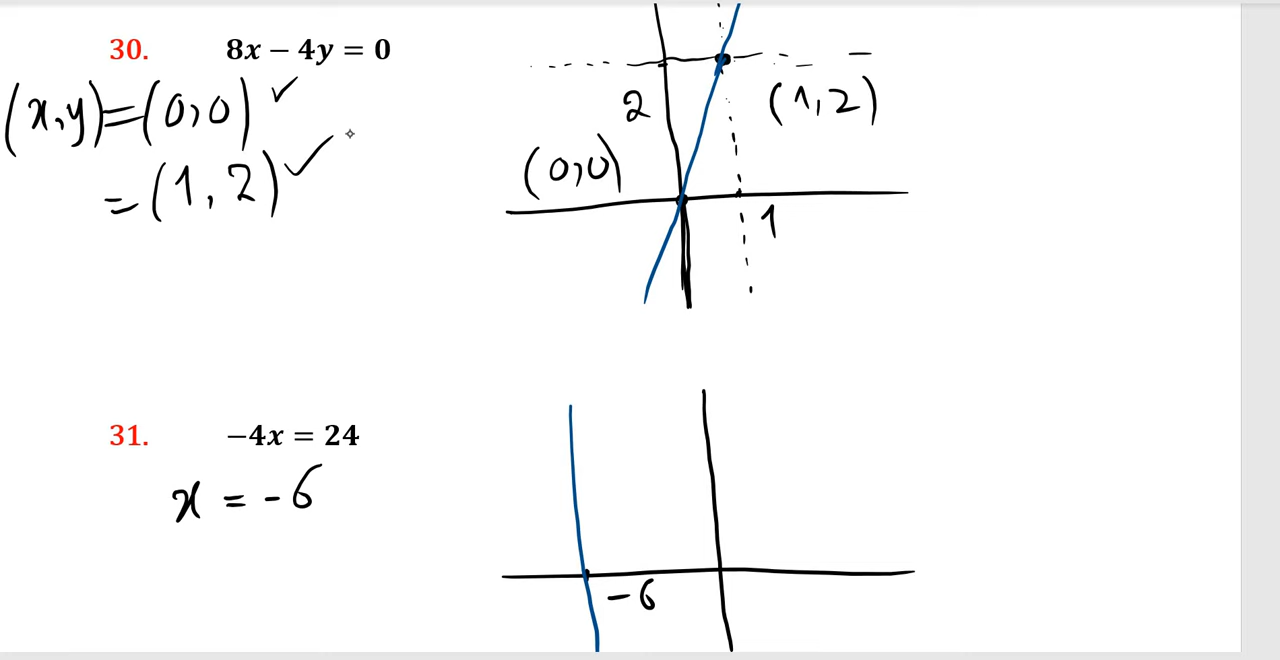 30. 8x − 4y = 0
(x,y)=(0,0) ✓
=(1,2) ✓
2
(1,2)
(0,0)
1
31. −4x = 24
x = -6
-6